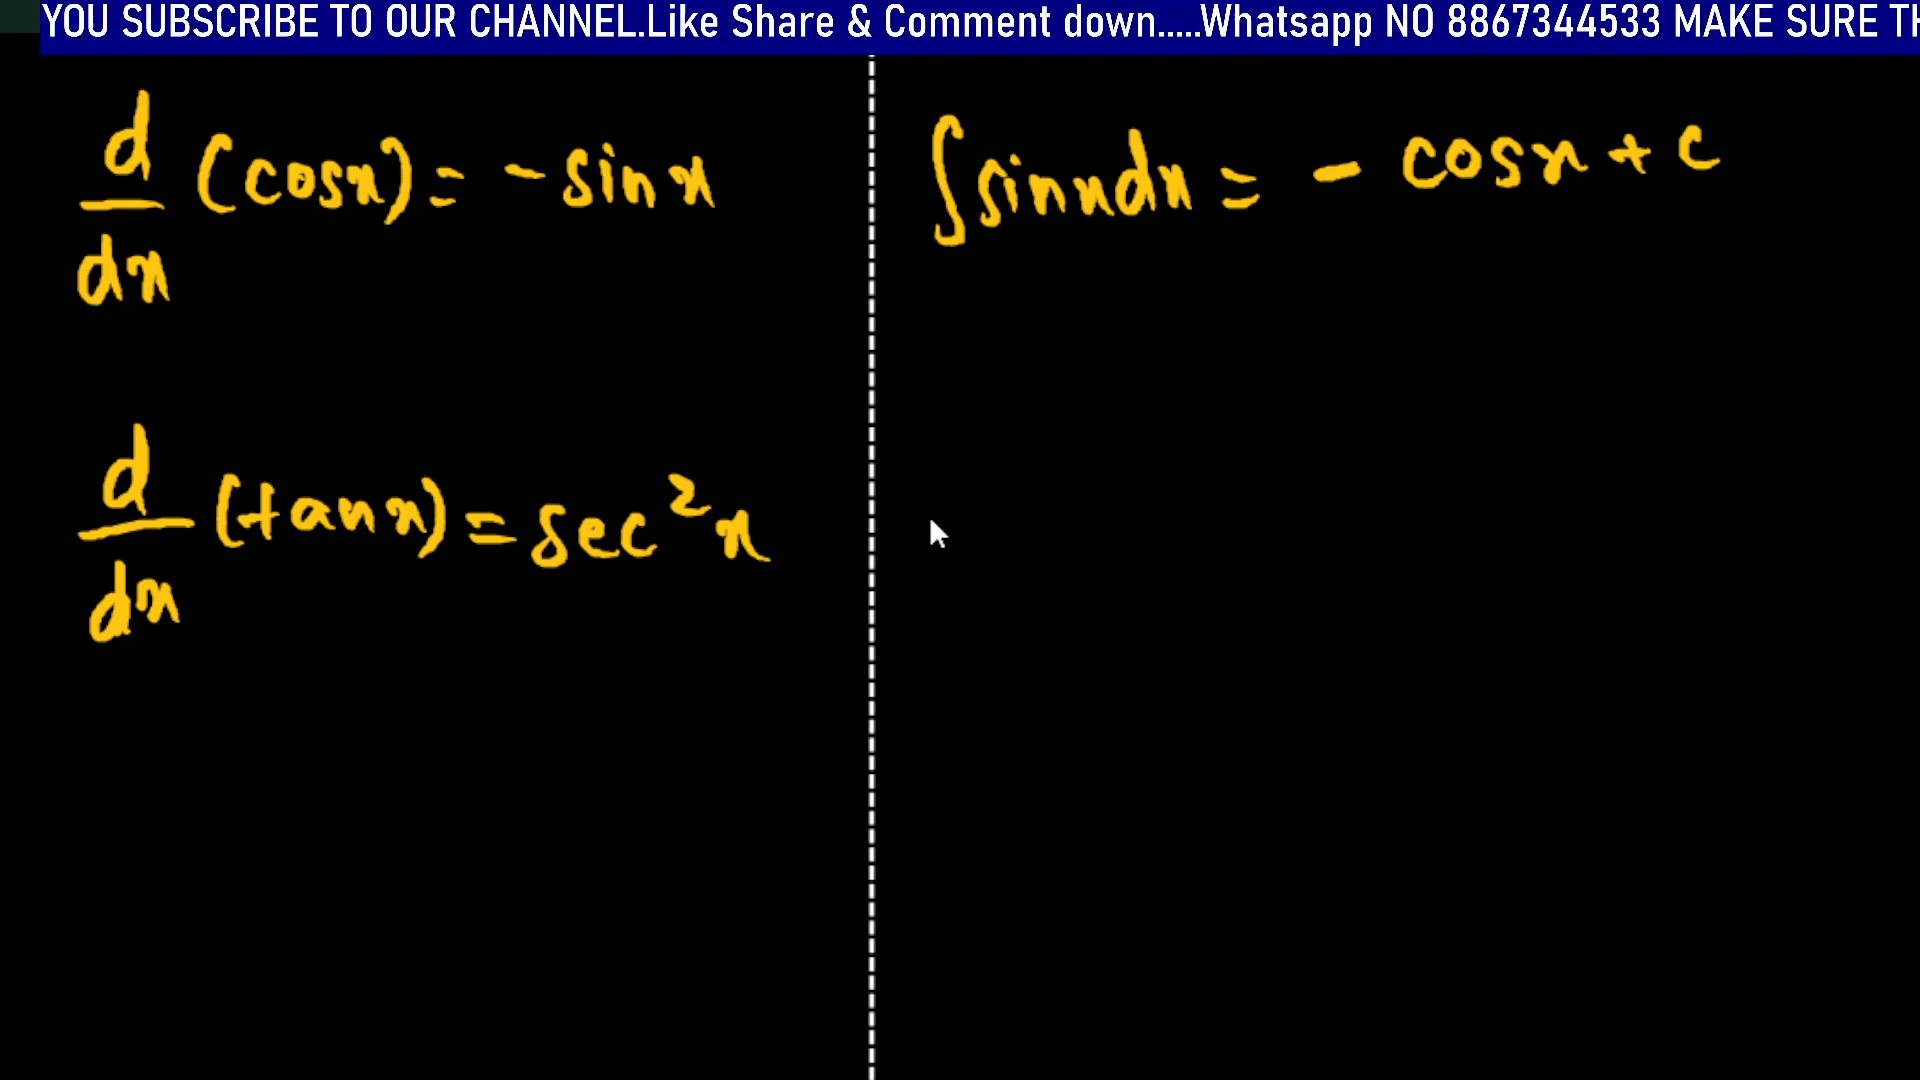 YOU SUBSCRIBE TO OUR CHANNEL.Like Share & Comment down.....Whatsapp NO 8867344533 MAKE SURE
d/dx (cosx) = -sinx
∫sinxdx = - cosx + c
d/dx (tanx) = sec²x